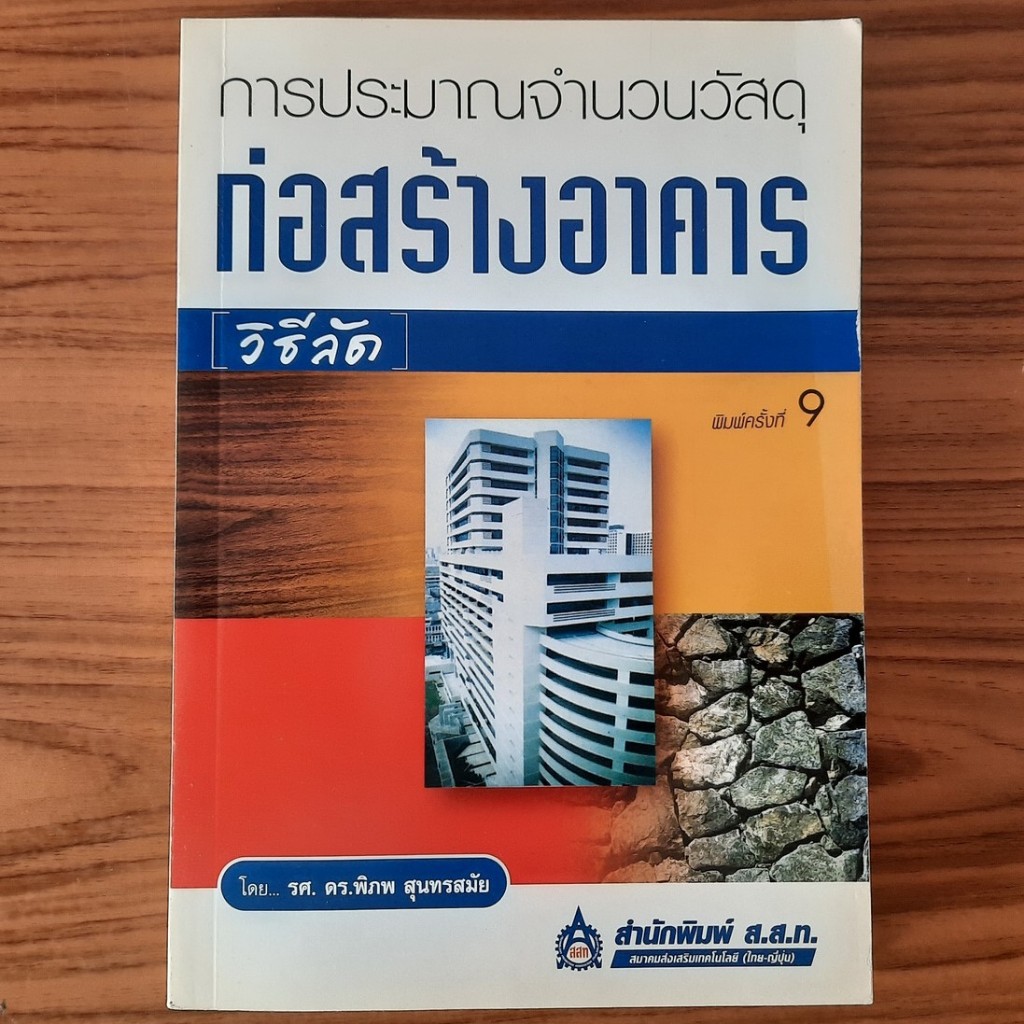 การประมาณจำนวนวัสดุ
ก่อสร้างอาคาร
[วิธีลัด]
พิมพ์ครั้งที่ 9
โดย... รศ. ดร.พิภพ สุนทรสมัย
ส ส ท
สำนักพิมพ์ ส.ส.ท.
สมาคมส่งเสริมเทคโนโลยี (ไทย-ญี่ปุ่น)